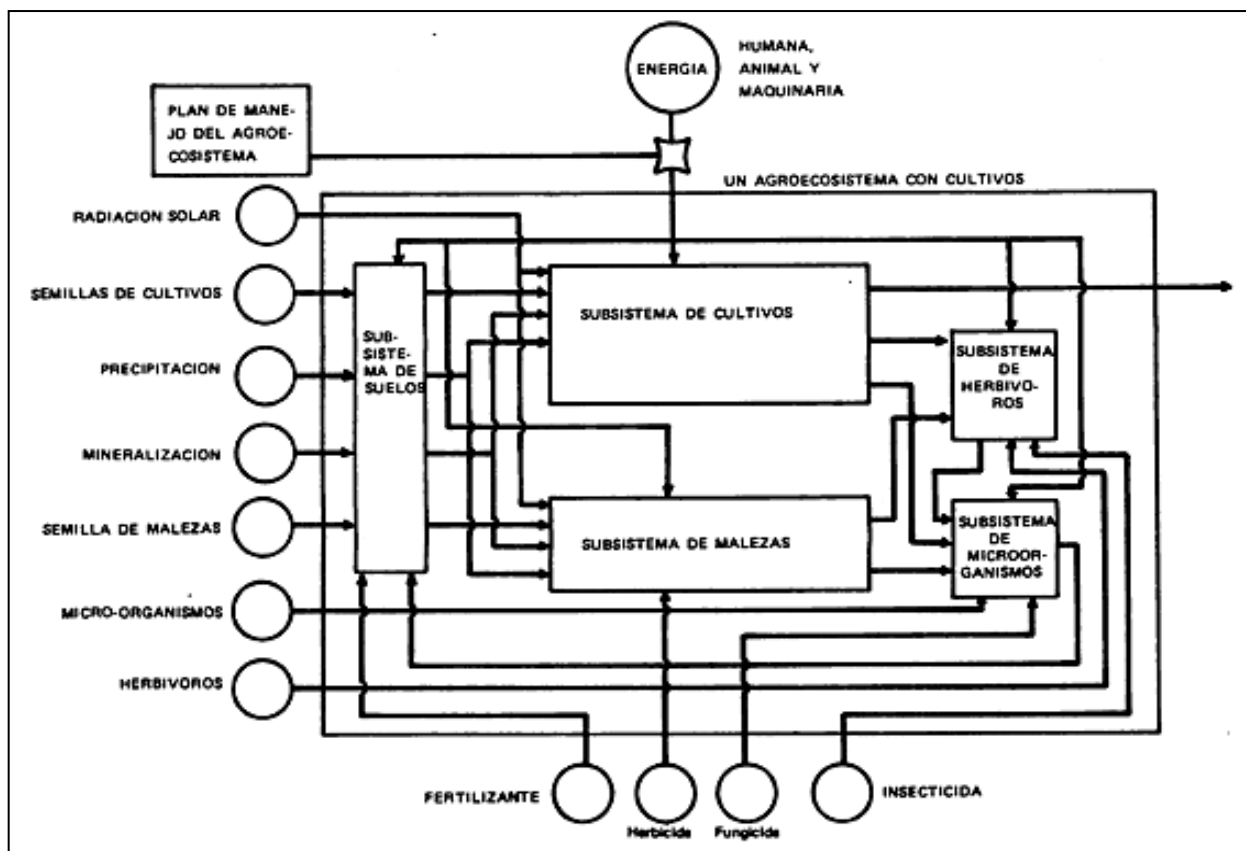 ENERGIA
HUMANA,
ANIMAL Y
MAQUINARIA
PLAN DE MANE-
JO DEL AGROE-
COSISTEMA
UN AGROECOSISTEMA CON CULTIVOS
RADIACION SOLAR
SEMILLAS DE CULTIVOS
PRECIPITACION
MINERALIZACION
SEMILLA DE MALEZAS
MICRO-ORGANISMOS
HERBIVOROS
SUB-
SISTE-
MA DE
SUELOS
SUBSISTEMA DE CULTIVOS
SUBSISTEMA DE MALEZAS
SUBSISTEMA
DE
HERBIVO-
ROS
SUBSISTEMA
DE
MICROOR-
GANISMOS
FERTILIZANTE
Herbicida
Fungicida
INSECTICIDA